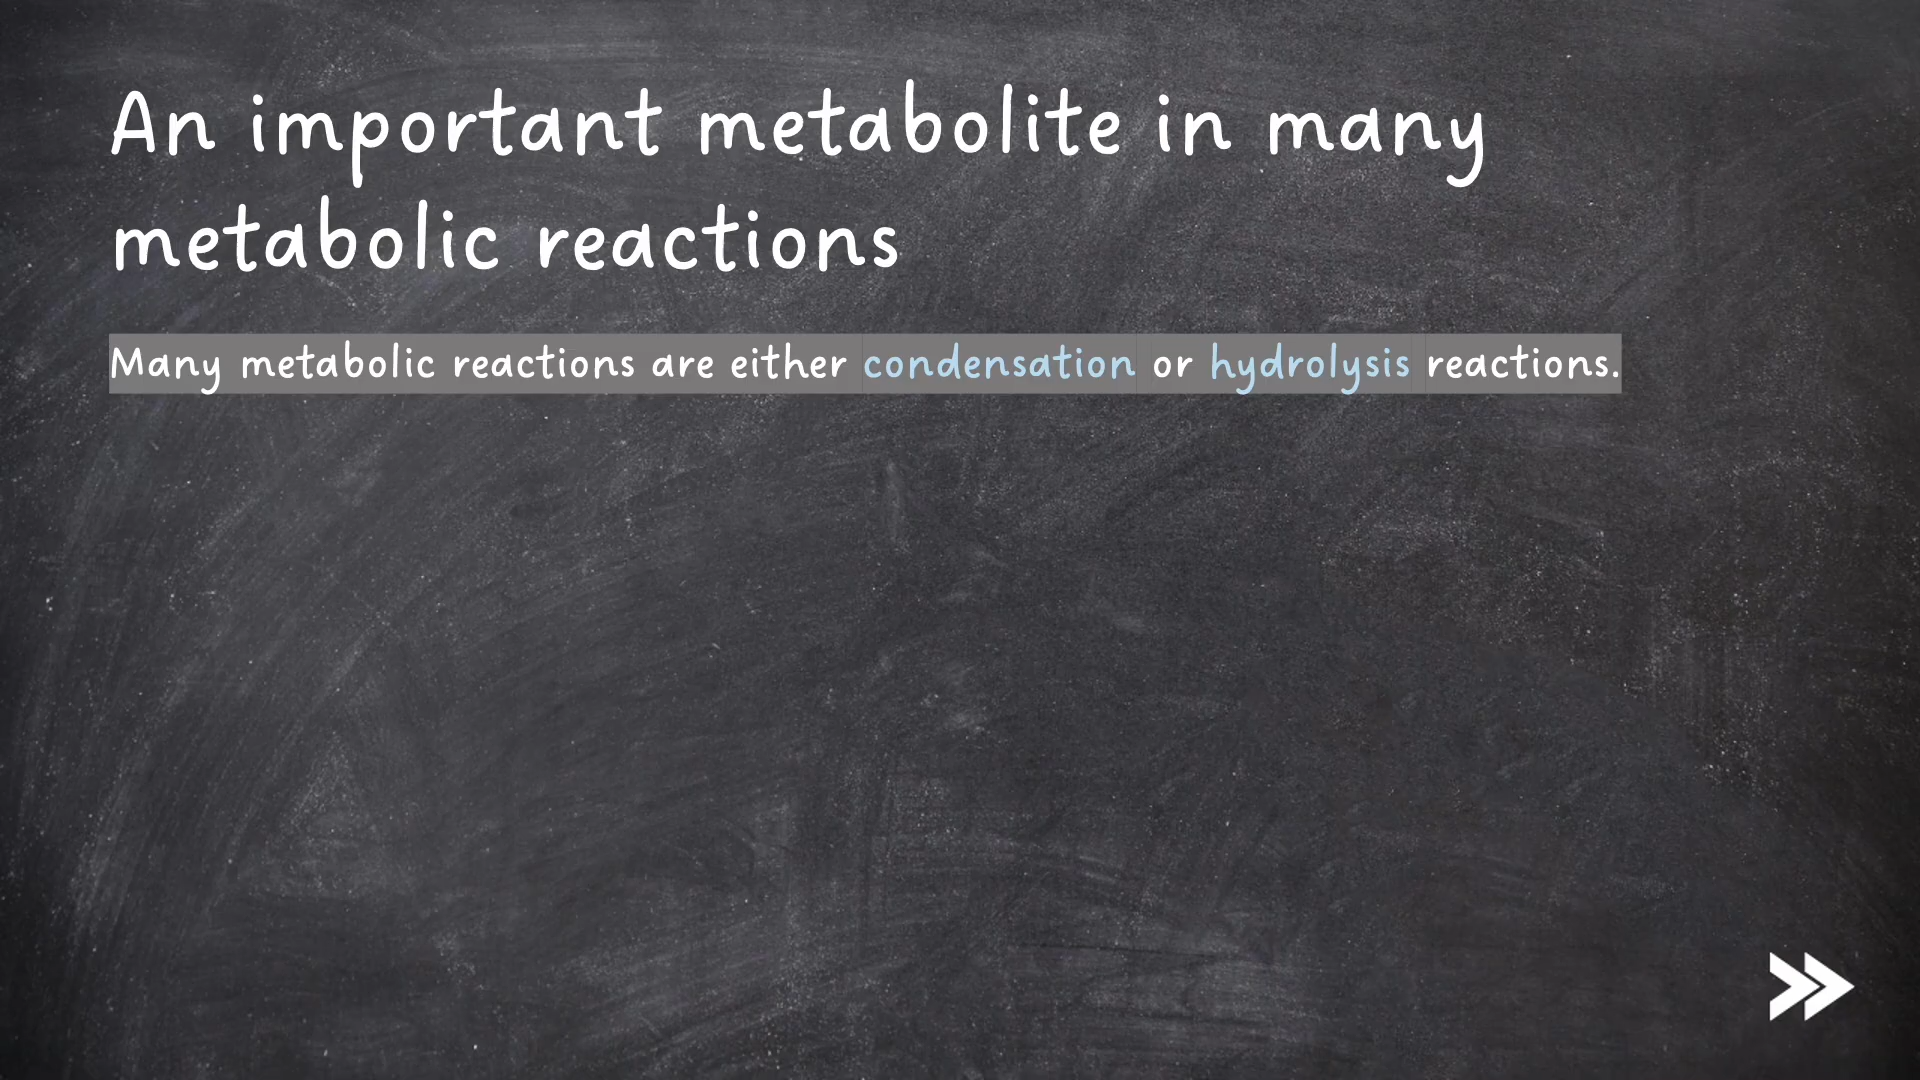 An important metabolite in many
metabolic reactions
Many metabolic reactions are either condensation or hydrolysis reactions.